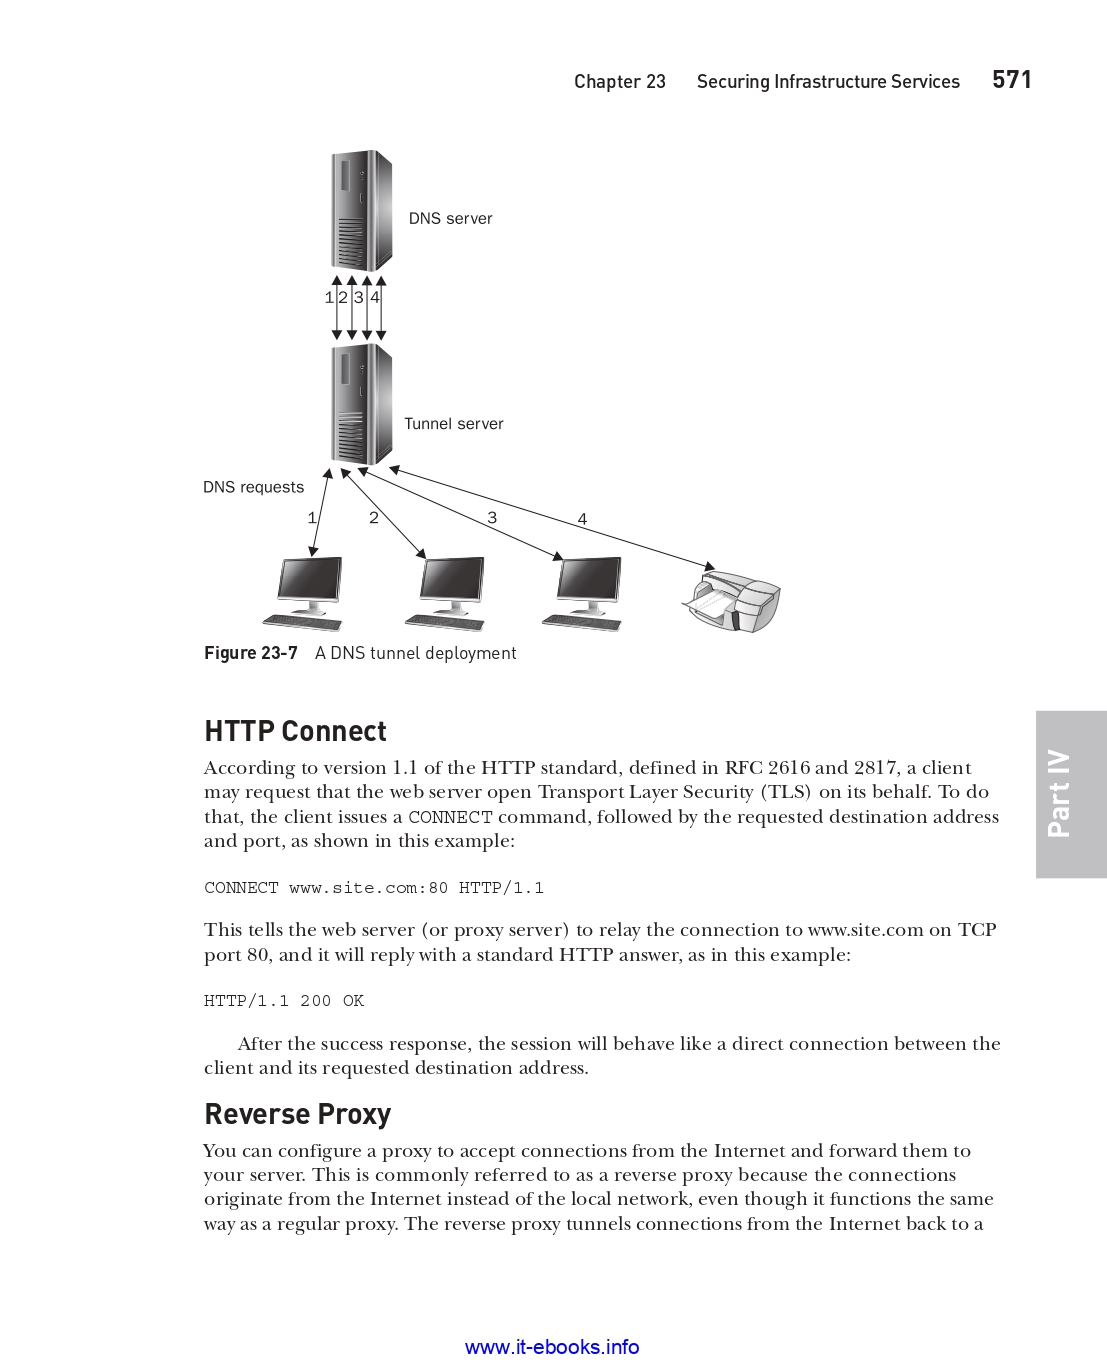 Chapter 23 Securing Infrastructure Services 571
DNS server
1 2 3 4
Tunnel server
DNS requests
1 2 3 4
Figure 23-7 A DNS tunnel deployment
HTTP Connect
According to version 1.1 of the HTTP standard, defined in RFC 2616 and 2817, a client
may request that the web server open Transport Layer Security (TLS) on its behalf. To do
that, the client issues a CONNECT command, followed by the requested destination address
and port, as shown in this example:
CONNECT www.site.com:80 HTTP/1.1
This tells the web server (or proxy server) to relay the connection to www.site.com on TCP
port 80, and it will reply with a standard HTTP answer, as in this example:
HTTP/1.1 200 OK
After the success response, the session will behave like a direct connection between the
client and its requested destination address.
Reverse Proxy
You can configure a proxy to accept connections from the Internet and forward them to
your server. This is commonly referred to as a reverse proxy because the connections
originate from the Internet instead of the local network, even though it functions the same
way as a regular proxy. The reverse proxy tunnels connections from the Internet back to a
Part IV
www.it-ebooks.info